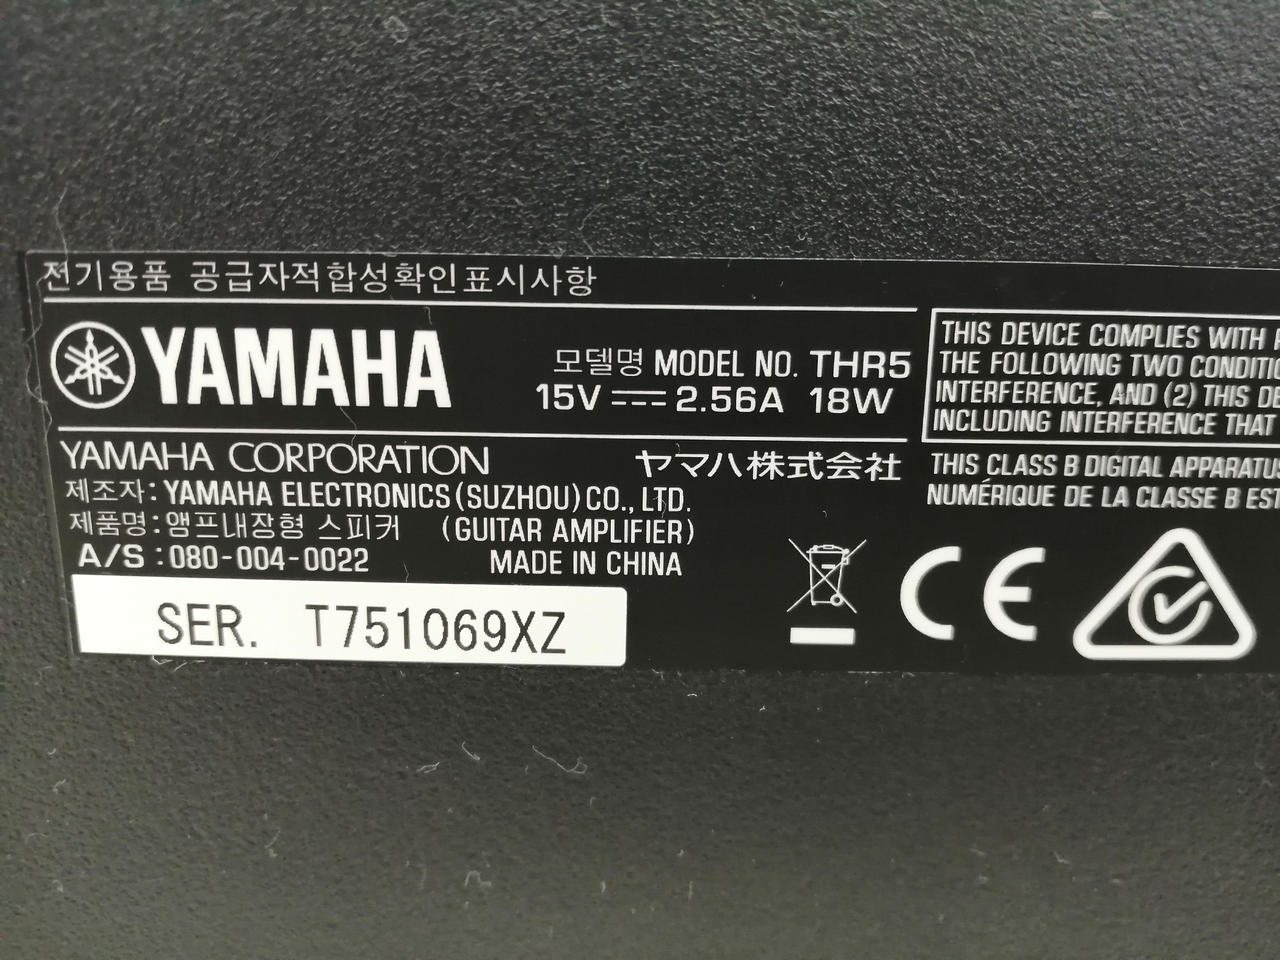 전기용품 공급자적합성확인표시사항
YAMAHA
모델명 MODEL NO. THR5
15V 2.56A 18W
YAMAHA CORPORATION ヤマハ株式会社
제조자: YAMAHA ELECTRONICS (SUZHOU) CO., LTD.
제품명: 앰프내장형 스피커 (GUITAR AMPLIFIER)
A/S : 080-004-0022 MADE IN CHINA
SER. T751069XZ
THIS DEVICE COMPLIES WITH
THE FOLLOWING TWO
INTERFERENCE, AND (2) THIS
INCLUDING INTERFERENCE THAT
THIS CLASS B DIGITAL
NUMÉRIQUE DE LA CLASSE B
CE